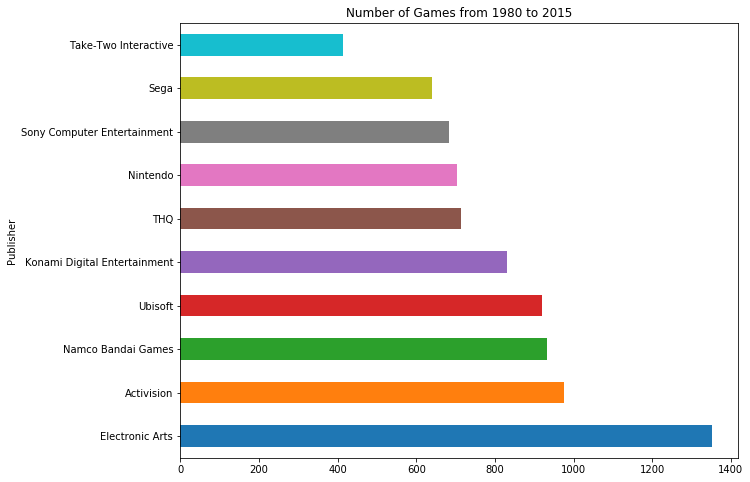 Number of Games from 1980 to 2015
Take-Two Interactive
Sega
Sony Computer Entertainment
Nintendo
THQ
Konami Digital Entertainment
Ubisoft
Namco Bandai Games
Activision
Electronic Arts
Publisher
0 200 400 600 800 1000 1200 1400